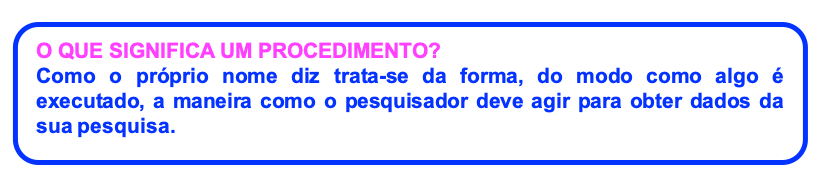 O QUE SIGNIFICA UM PROCEDIMENTO?
Como o próprio nome diz trata-se da forma, do modo como algo é
executado, a maneira como o pesquisador deve agir para obter dados da
sua pesquisa.